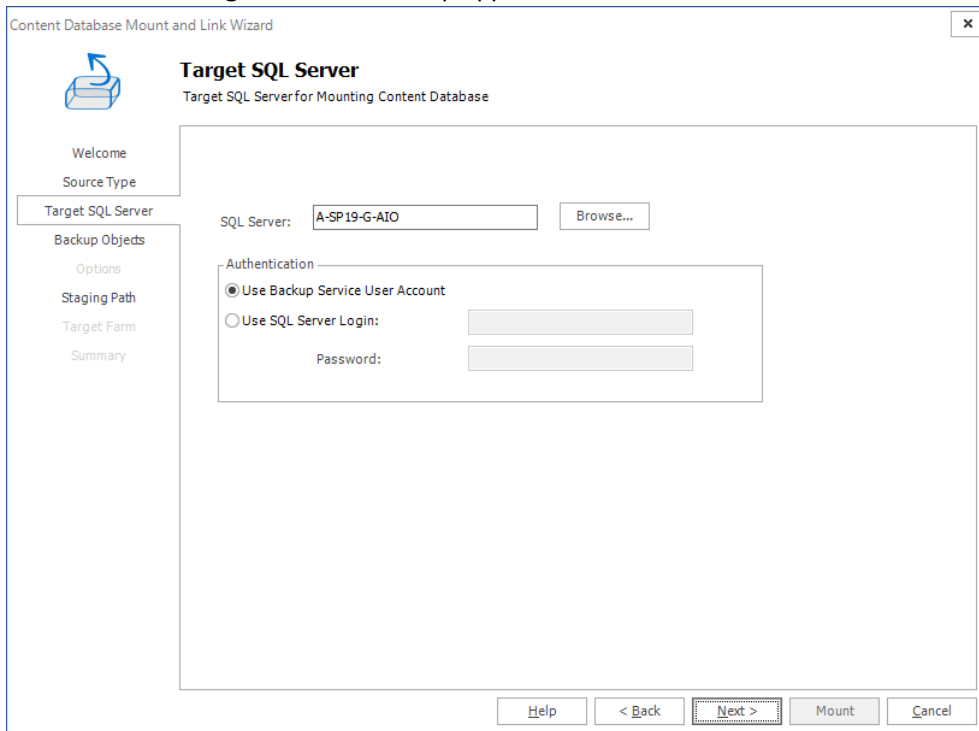 Content Database Mount and Link Wizard
Target SQL Server
Target SQL Server for Mounting Content Database
Welcome
Source Type
Target SQL Server
Backup Objects
Options
Staging Path
Target Farm
Summary
SQL Server: A-SP19-G-AIO Browse...
Authentication
Use Backup Service User Account
Use SQL Server Login:
Password:
Help < Back Next > Mount Cancel